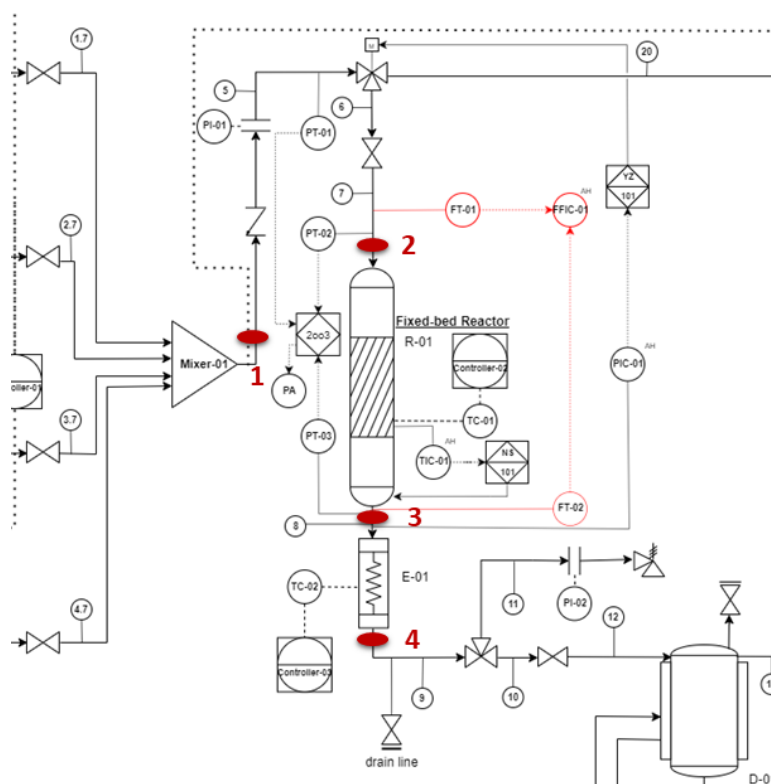 1.7
20
M
5
6
PI-01
PT-01
YZ
101
7
AH
FT-01
FFIC-01
PT-02
2.7
2
Fixed-bed Reactor
R-01
2oo3
Mixer-01
Controller-02
AH
1
PIC-01
PA
TC-01
3.7
PT-03
AH
TIC-01
101
FT-02
3
8
E-01
TC-02
11
PI-02
12
4.7
4
Controller-03
9
10
drain line